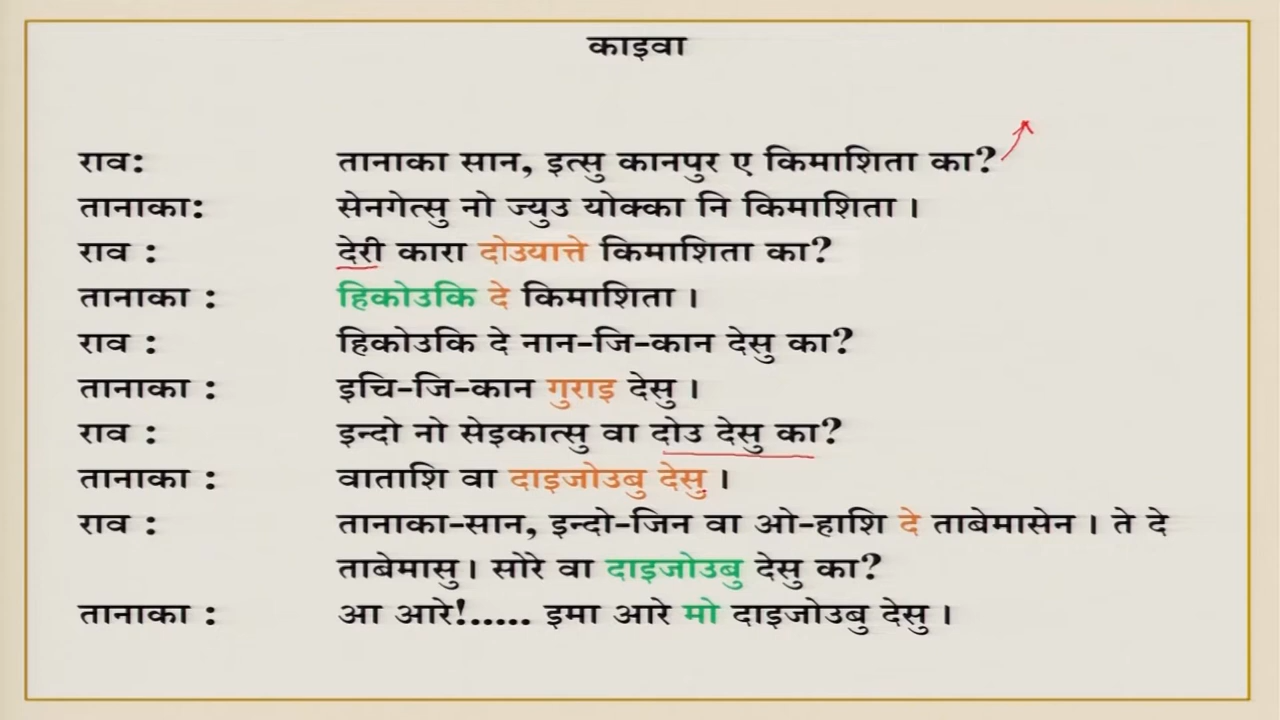 काइवा
रावः तानाका सान, इत्सु कानपुर ए किमाशिता का?
तानाकाः सेनगेत्सु नो ज्युउ योक्का नि किमाशिता ।
राव : देरी कारा दोउयात्ते किमाशिता का?
तानाका : हिकोउकि दे किमाशिता ।
राव : हिकोउकि दे नान-जि-कान देसु का?
तानाका : इचि-जि-कान गुराइ देसु ।
राव : इन्दो नो सेइकात्सु वा दोउ देसु का?
तानाका : वाताशि वा दाइजोउबु देसु ।
राव : तानाका-सान, इन्दो-जिन वा ओ-हाशि दे ताबेमासेन । ते दे
ताबेमासु । सोरे वा दाइजोउबु देसु का?
तानाका : आ आरे!..... इमा आरे मो दाइजोउबु देसु ।